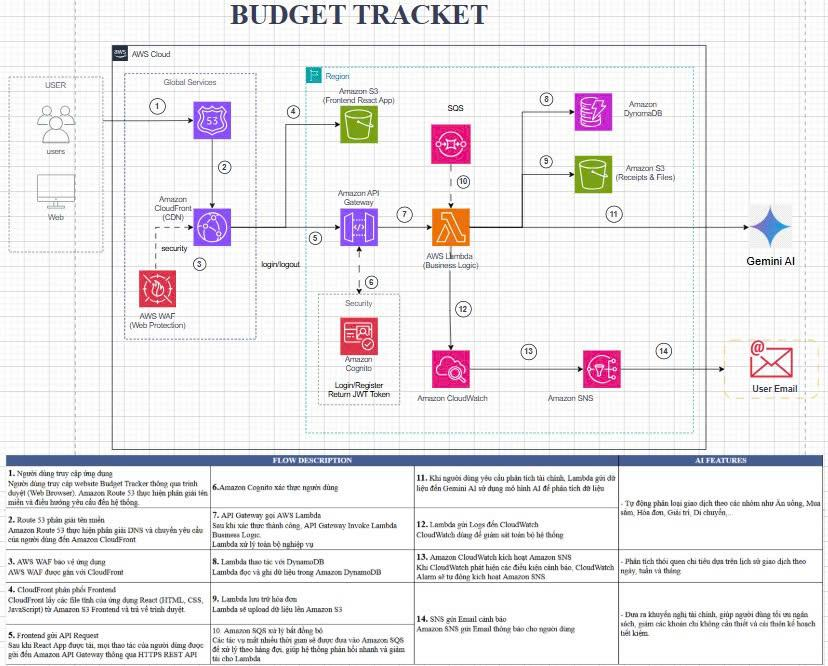 BUDGET TRACKET
aws
AWS Cloud
USER
users
Web
Global Services
1
53
2
Amazon
CloudFront
(CDN)
security
3
AWS WAF
(Web Protection)
Region
Amazon S3
(Frontend React App)
4
SQS
8
Amazon
DynomaDB
10
9
Amazon S3
(Receipts & Files)
Amazon API
Gateway
5
7
11
AWS Lambda
(Business Logic)
Gemini AI
login/logout
6
Security
Amazon
Cognito
Login/Register
Return JWT Token
12
13
14
Amazon CloudWatch
Amazon SNS
@
User Email
FLOW DESCRIPTION
AI FEATURES
1. Người dùng truy cập ứng dụng
Người dùng truy cập website Budget Tracket thông qua trình
duyệt (Web Browser). Amazon Route 53 thực hiện phân giải tên
miền và điều hướng yêu cầu đến hệ thống.
2. Route 53 phân giải tên miền
Amazon Route 53 thực hiện phân giải DNS và chuyển yêu cầu
của người dùng đến Amazon CloudFront
3. AWS WAF bảo vệ ứng dụng
AWS WAF được gắn với CloudFront
4. CloudFront phân phối Frontend
CloudFront lấy các file tĩnh của ứng dụng React (HTML, CSS,
JavaScript) từ Amazon S3 Frontend và trả về trình duyệt.
5. Frontend gửi API Request
Sau khi React App được tải, mọi thao tác của người dùng được
gửi đến Amazon API Gateway thông qua HTTPS REST API
6.Amazon Cognito xác thực người dùng
7. API Gateway gọi AWS Lambda
Sau khi xác thực thành công, API Gateway Invoke Lambda
Business Logic.
Lambda xử lý toàn bộ nghiệp vụ
8. Lambda thao tác với DynamoDB
Lambda đọc và ghi dữ liệu trong Amazon DynamoDB
9. Lambda lưu trữ hóa đơn
Lambda sẽ upload dữ liệu lên Amazon S3
10. Amazon SQS xử lý bất đồng bộ
Các tác vụ mất nhiều thời gian sẽ được đưa vào Amazon SQS
để xử lý theo hàng đợi, giúp hệ thống phản hồi nhanh và giảm
tải cho Lambda
11. Khi người dùng yêu cầu phân tích tài chính, Lambda gửi dữ
liệu đến Gemini AI sử dụng mô hình AI để phân tích dữ liệu
12. Lambda gửi Logs đến CloudWatch
CloudWatch dùng để giám sát toàn bộ hệ thống
13. Amazon CloudWatch kích hoạt Amazon SNS
Khi CloudWatch phát hiện các điều kiện cảnh báo, CloudWatch
Alarm sẽ tự động kích hoạt Amazon SNS
14. SNS gửi Email cảnh báo
Amazon SNS gửi Email thông báo cho người dùng
- Tự động phân loại giao dịch theo các nhóm như Ăn uống, Mua
sắm, Hóa đơn, Giải trí, Di chuyển,..
- Phân tích thói quen chi tiêu dựa trên lịch sử giao dịch theo
ngày, tuần và tháng
- Đưa ra khuyến nghị tài chính, giúp người dùng tối ưu ngân
sách, giảm các khoản chi không cần thiết và cải thiện kế hoạch
tiết kiệm.